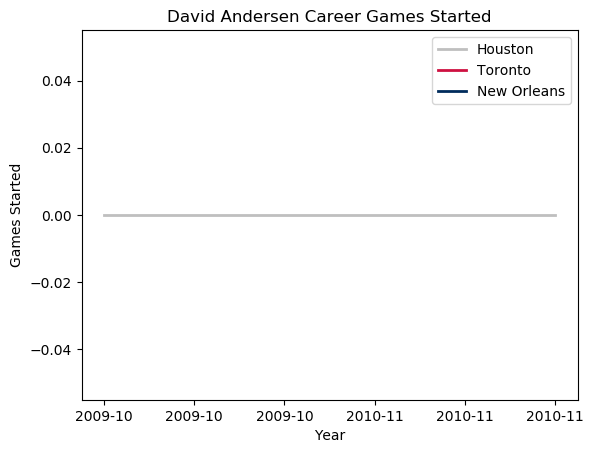 David Andersen Career Games Started
Houston
Toronto
New Orleans
Games Started
0.04
0.02
0.00
−0.02
−0.04
2009-10 2009-10 2009-10 2010-11 2010-11 2010-11
Year